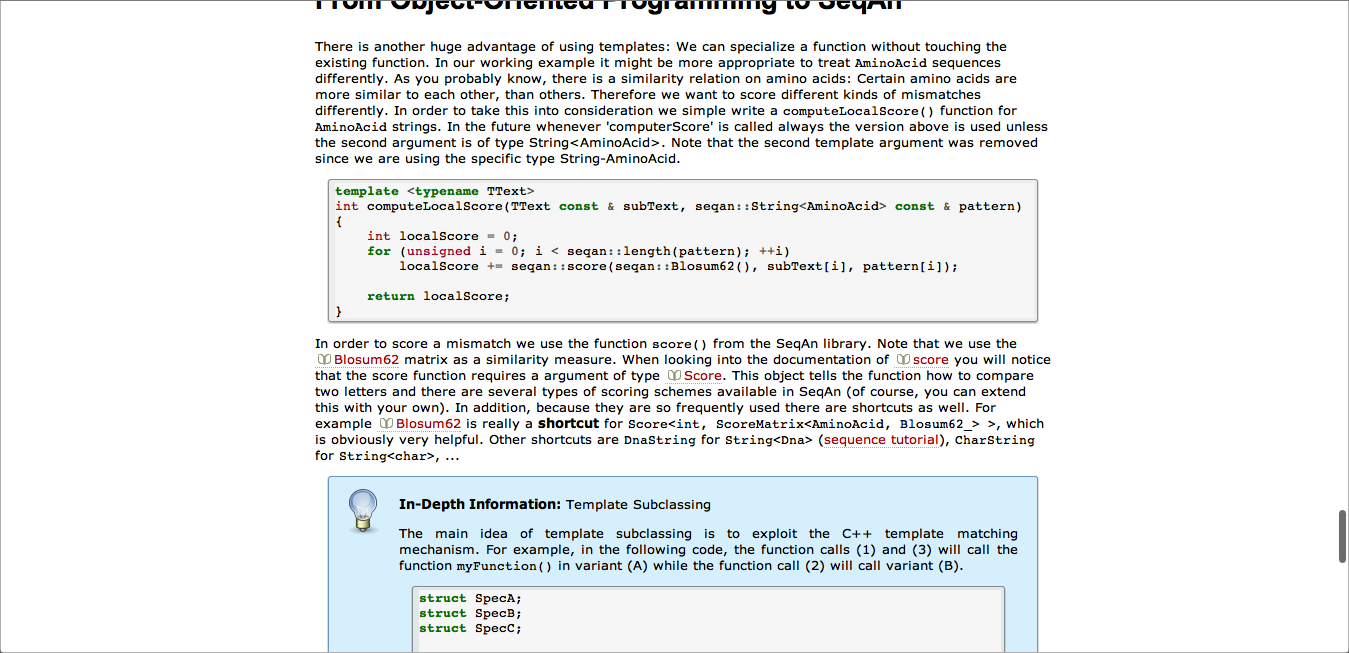 From Object-Oriented Programming to SeqAn
There is another huge advantage of using templates: We can specialize a function without touching the
existing function. In our working example it might be more appropriate to treat AminoAcid sequences
differently. As you probably know, there is a similarity relation on amino acids: Certain amino acids are
more similar to each other, than others. Therefore we want to score different kinds of mismatches
differently. In order to take this into consideration we simple write a computeLocalScore() function for
AminoAcid strings. In the future whenever 'computerScore' is called always the version above is used unless
the second argument is of type String<AminoAcid>. Note that the second template argument was removed
since we are using the specific type String-AminoAcid.
template <typename TText>
int computeLocalScore(TText const & subText, seqan::String<AminoAcid> const & pattern)
{
    int localScore = 0;
    for (unsigned i = 0; i < seqan::length(pattern); ++i)
        localScore += seqan::score(seqan::Blosum62(), subText[i], pattern[i]);
    return localScore;
}
In order to score a mismatch we use the function score() from the SeqAn library. Note that we use the
Blosum62 matrix as a similarity measure. When looking into the documentation of score you will notice
that the score function requires a argument of type Score. This object tells the function how to compare
two letters and there are several types of scoring schemes available in SeqAn (of course, you can extend
this with your own). In addition, because they are so frequently used there are shortcuts as well. For
example Blosum62 is really a shortcut for Score<int, ScoreMatrix<AminoAcid, Blosum62_> >, which
is obviously very helpful. Other shortcuts are DnaString for String<Dna> (sequence tutorial), CharString
for String<char>, ...
In-Depth Information: Template Subclassing
The main idea of template subclassing is to exploit the C++ template matching
mechanism. For example, in the following code, the function calls (1) and (3) will call the
function myFunction() in variant (A) while the function call (2) will call variant (B).
struct SpecA;
struct SpecB;
struct SpecC;